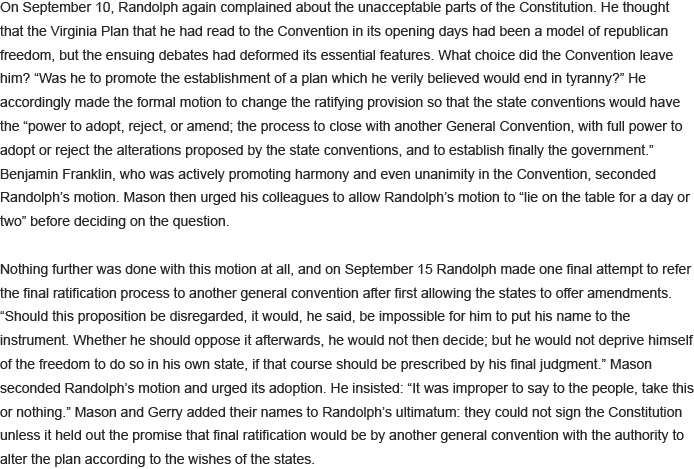 On September 10, Randolph again complained about the unacceptable parts of the Constitution. He thought
that the Virginia Plan that he had read to the Convention in its opening days had been a model of republican
freedom, but the ensuing debates had deformed its essential features. What choice did the Convention leave
him? “Was he to promote the establishment of a plan which he verily believed would end in tyranny?” He
accordingly made the formal motion to change the ratifying provision so that the state conventions would have
the “power to adopt, reject, or amend; the process to close with another General Convention, with full power to
adopt or reject the alterations proposed by the state conventions, and to establish finally the government.”
Benjamin Franklin, who was actively promoting harmony and even unanimity in the Convention, seconded
Randolph’s motion. Mason then urged his colleagues to allow Randolph’s motion to “lie on the table for a day or
two” before deciding on the question.

Nothing further was done with this motion at all, and on September 15 Randolph made one final attempt to refer
the final ratification process to another general convention after first allowing the states to offer amendments.
“Should this proposition be disregarded, it would, he said, be impossible for him to put his name to the
instrument. Whether he should oppose it afterwards, he would not then decide; but he would not deprive himself
of the freedom to do so in his own state, if that course should be prescribed by his final judgment.” Mason
seconded Randolph’s motion and urged its adoption. He insisted: “It was improper to say to the people, take this
or nothing.” Mason and Gerry added their names to Randolph’s ultimatum: they could not sign the Constitution
unless it held out the promise that final ratification would be by another general convention with the authority to
alter the plan according to the wishes of the states.